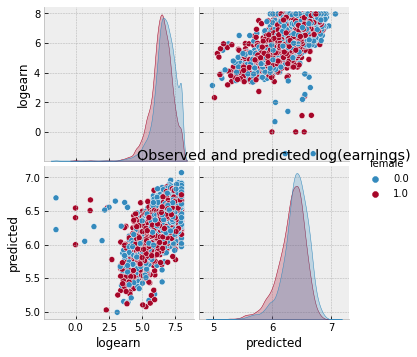 8
6
4
2
0
logearn
Observed and predicted log(earnings)
female
0.0
1.0
7.0
6.5
6.0
5.5
5.0
predicted
0.0 2.5 5.0 7.5
logearn
5 6 7
predicted